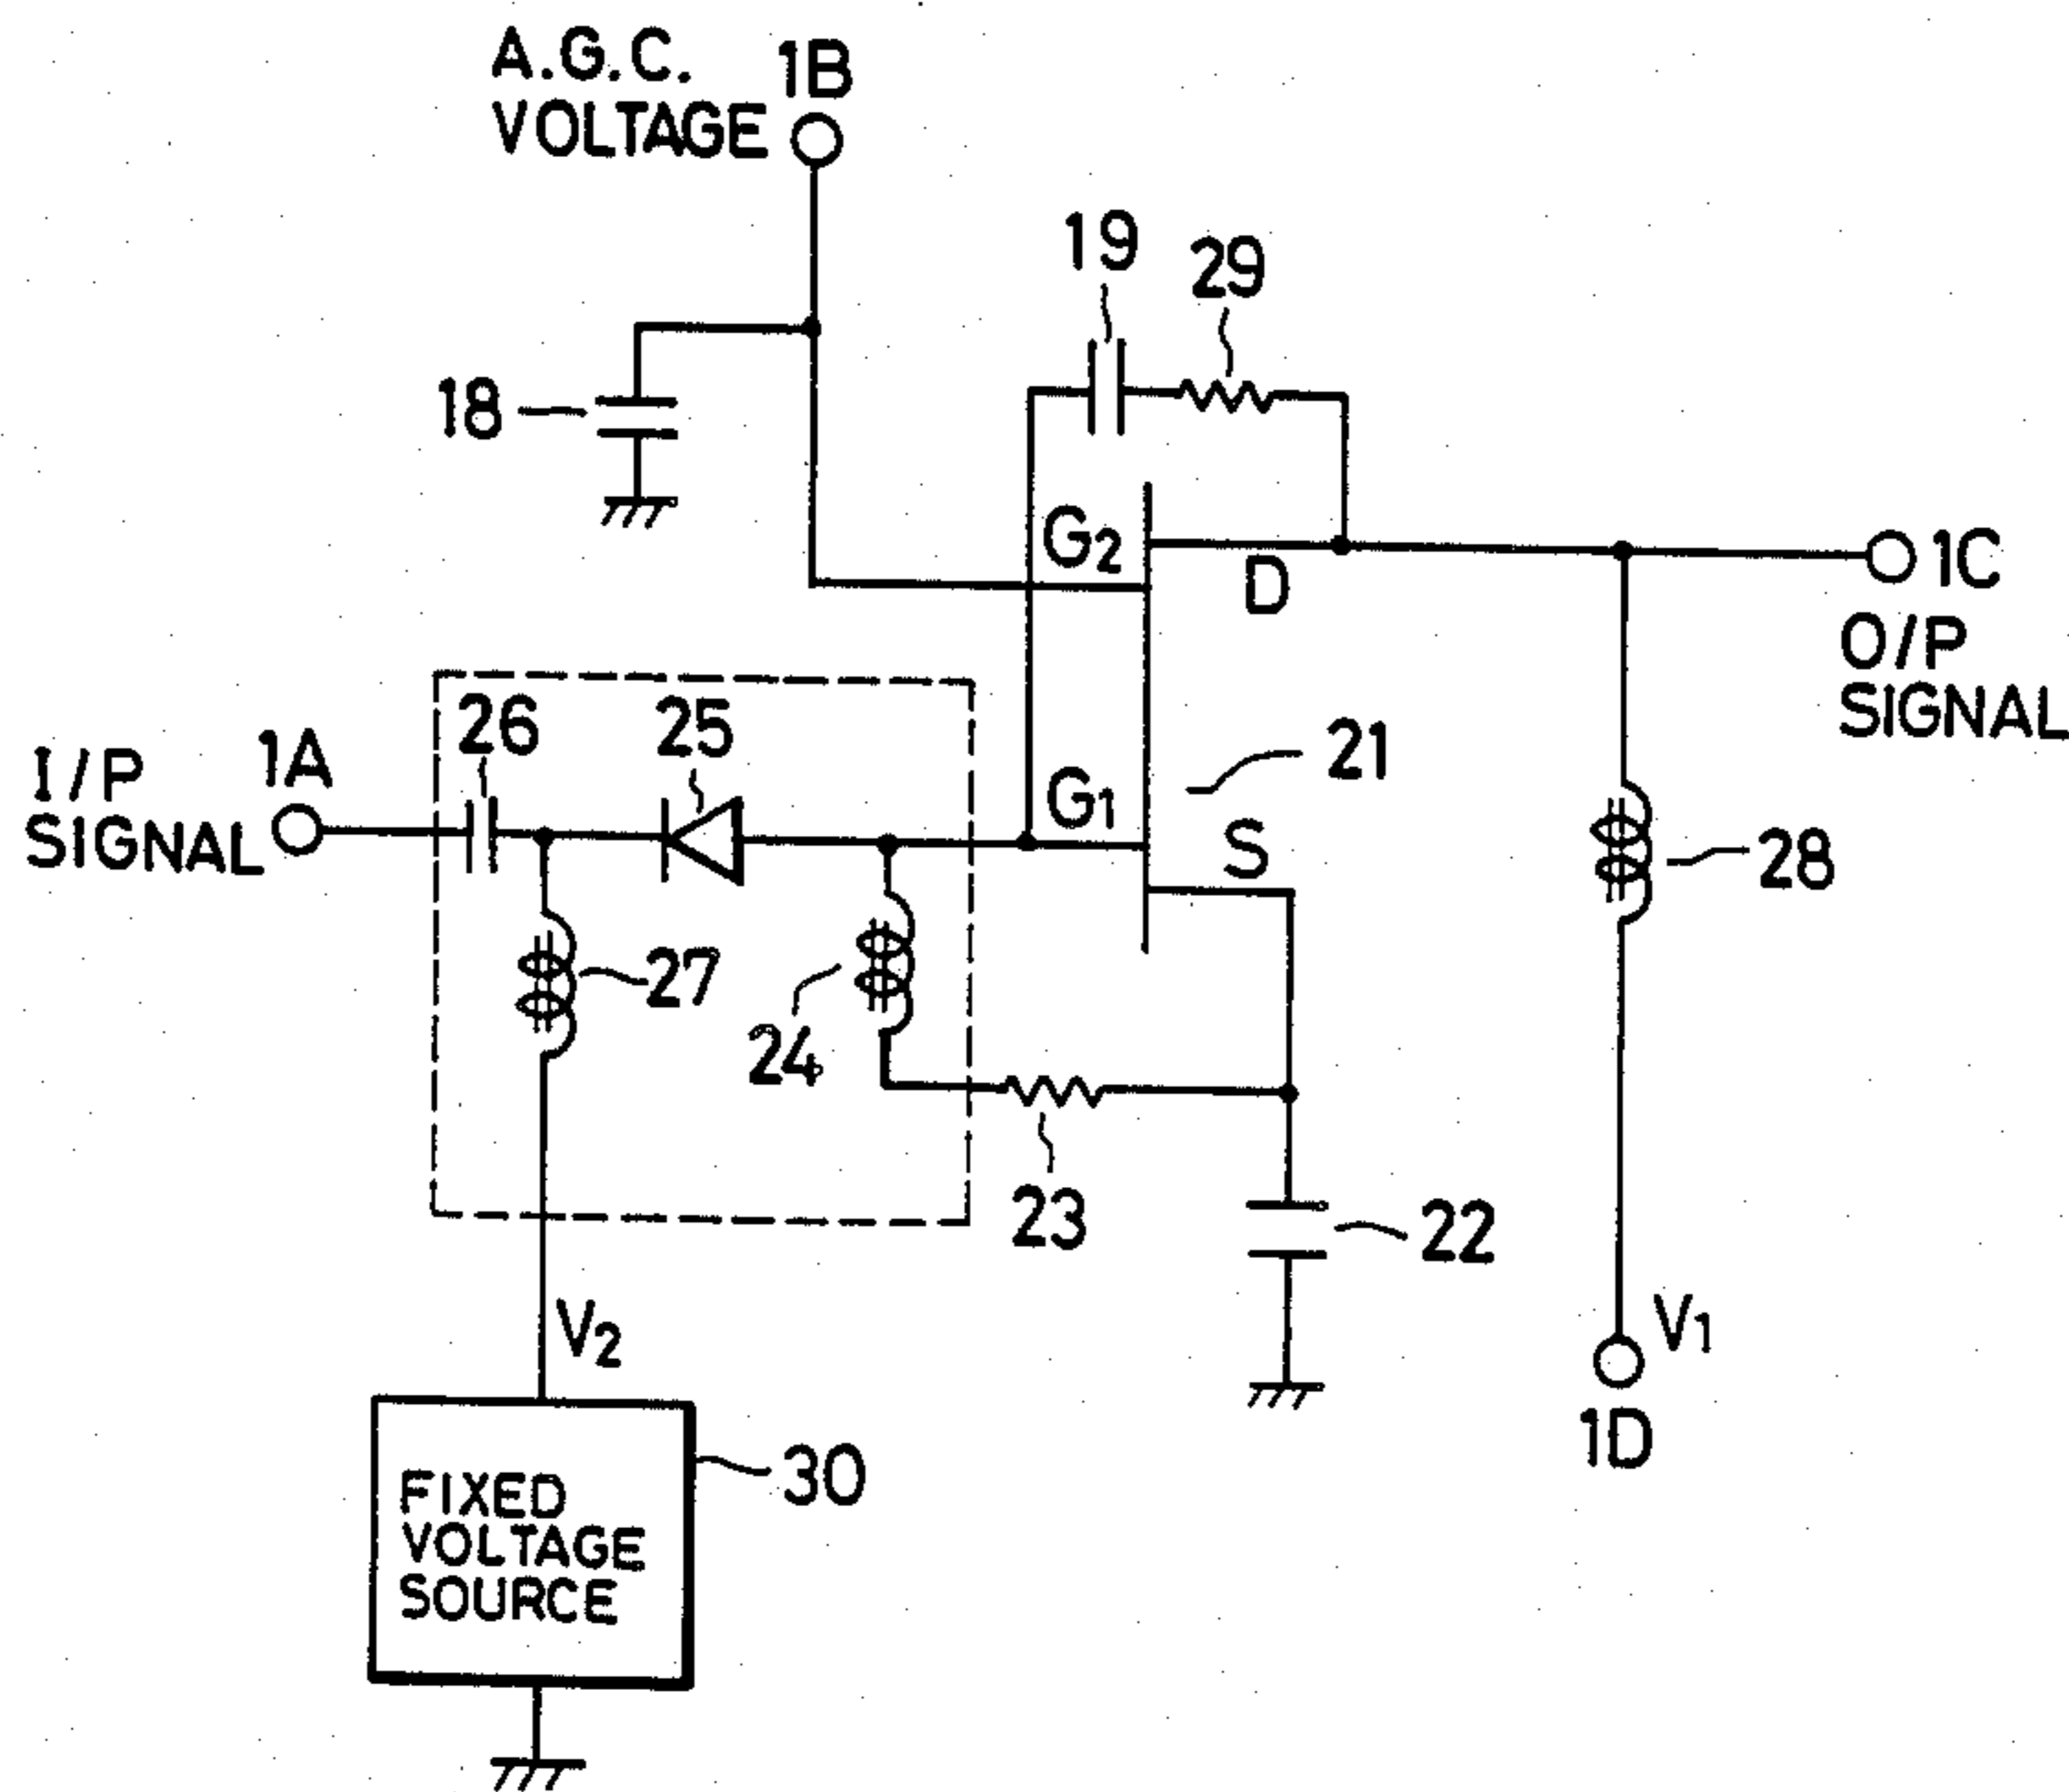 A.G.C.
VOLTAGE
1B
19
29
18
G2
D
1C
O/P
SIGNAL
26
25
1A
I/P
SIGNAL
G1
21
S
28
27
24
23
22
V2
V1
1D
30
FIXED
VOLTAGE
SOURCE